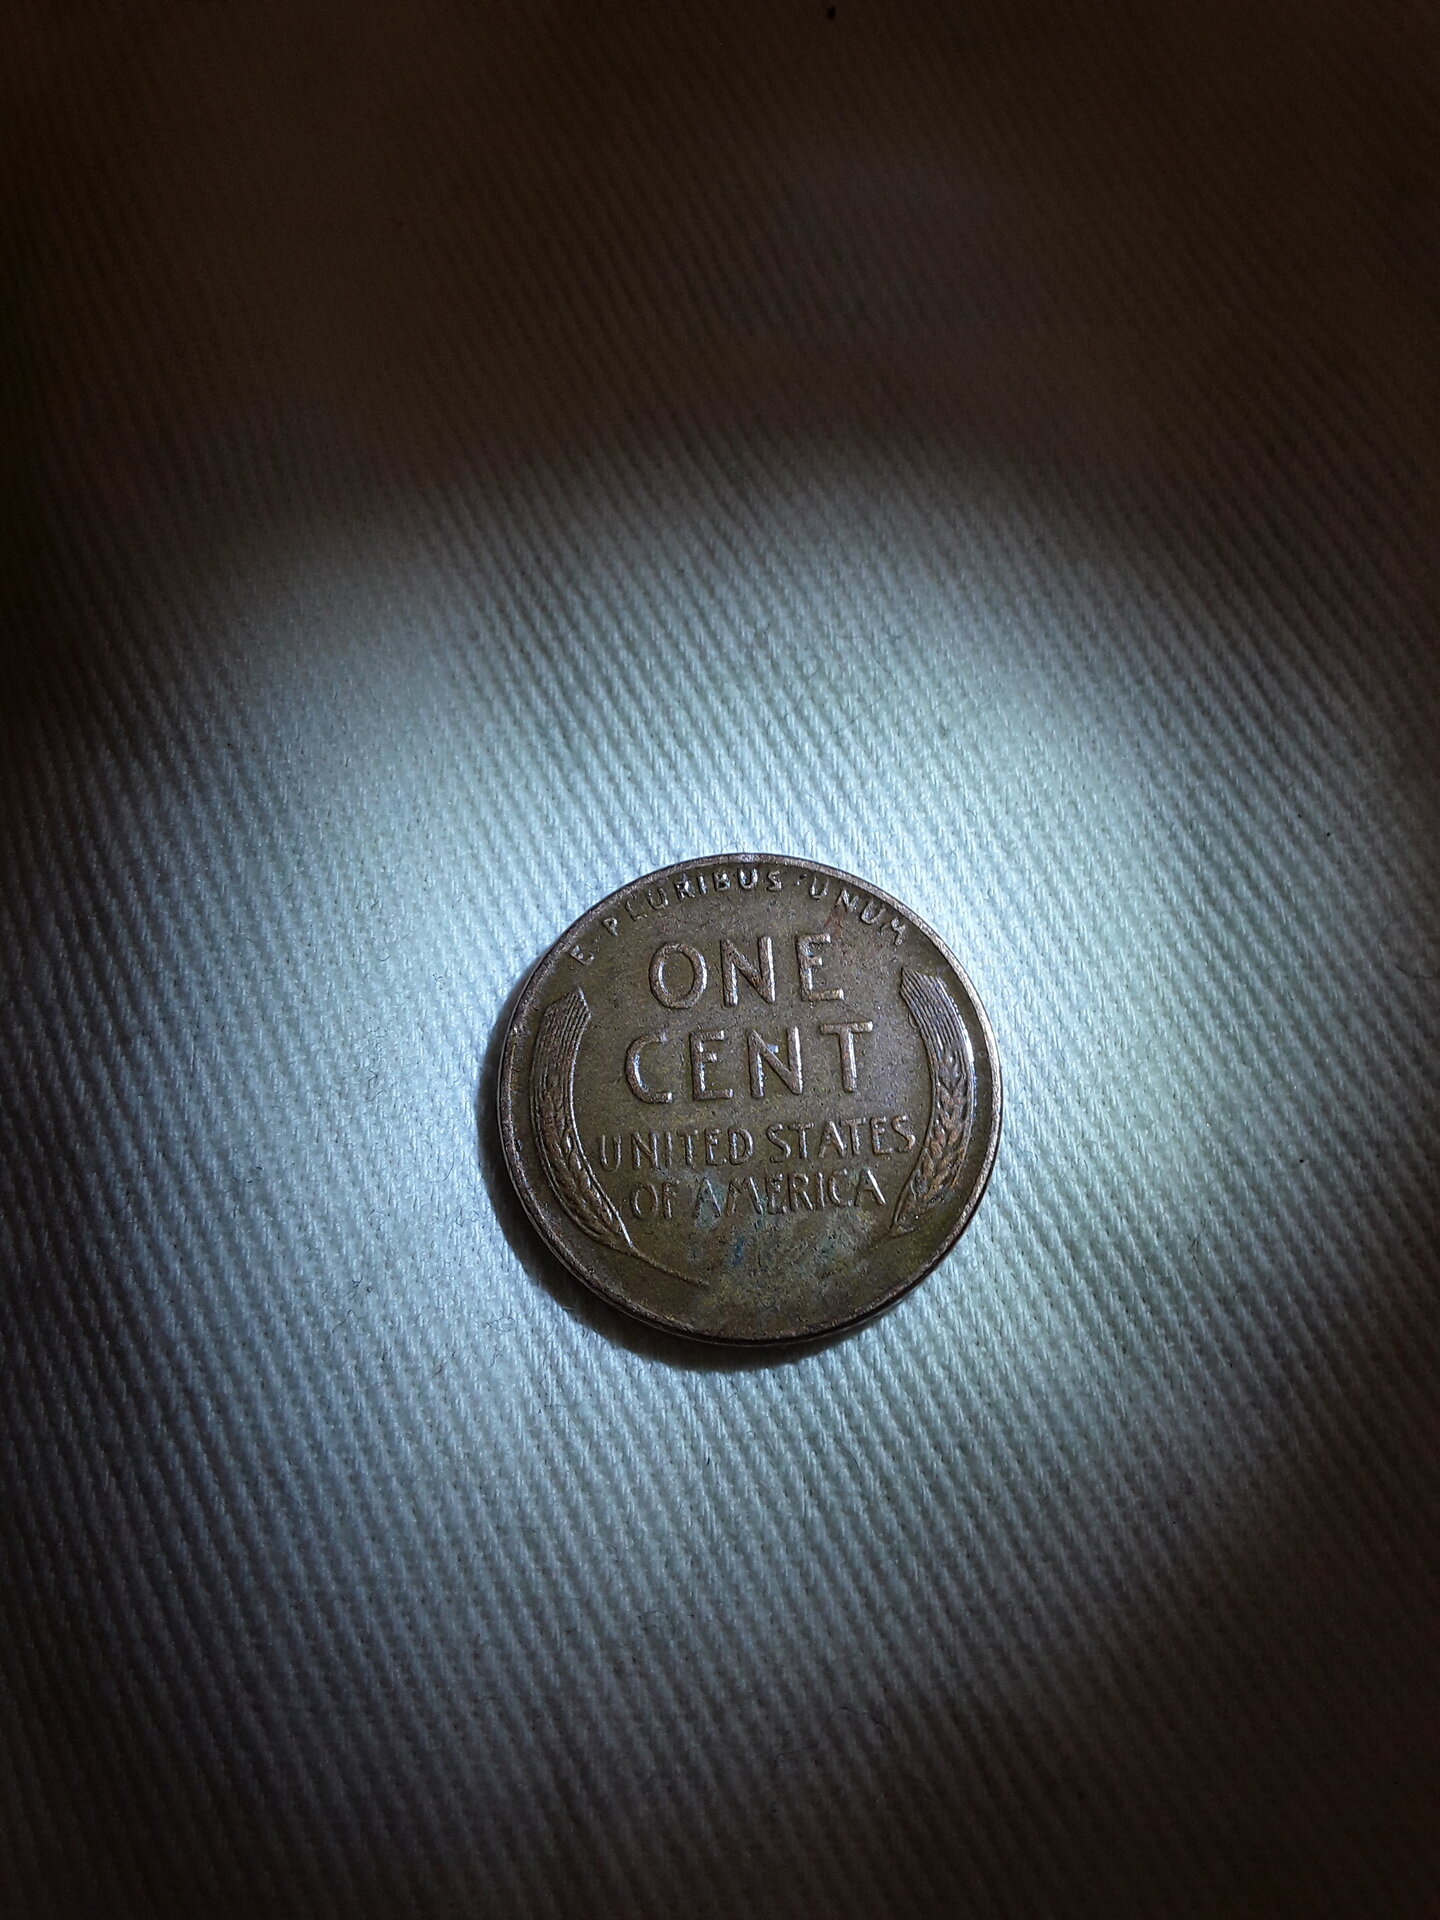 E PLURIBUS · UNUM
ONE
CENT
UNITED STATES
OF AMERICA